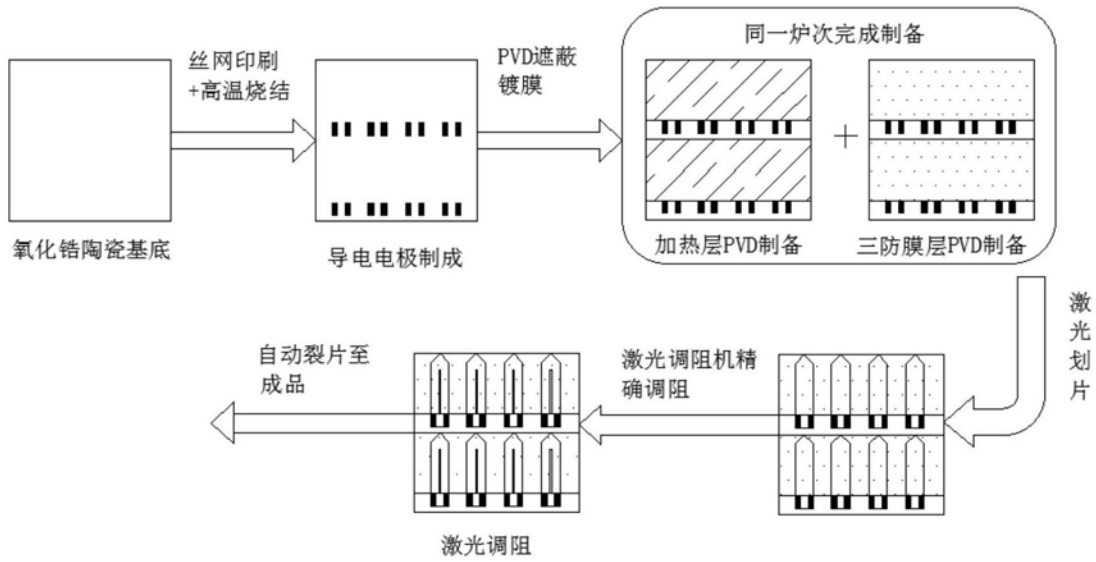 同一炉次完成制备
丝网印刷
+高温烧结
PVD遮蔽
镀膜
氧化锆陶瓷基底
导电电极制成
加热层PVD制备
三防膜层PVD制备
激光划片
激光调阻机精
确调阻
自动裂片至
成品
激光调阻